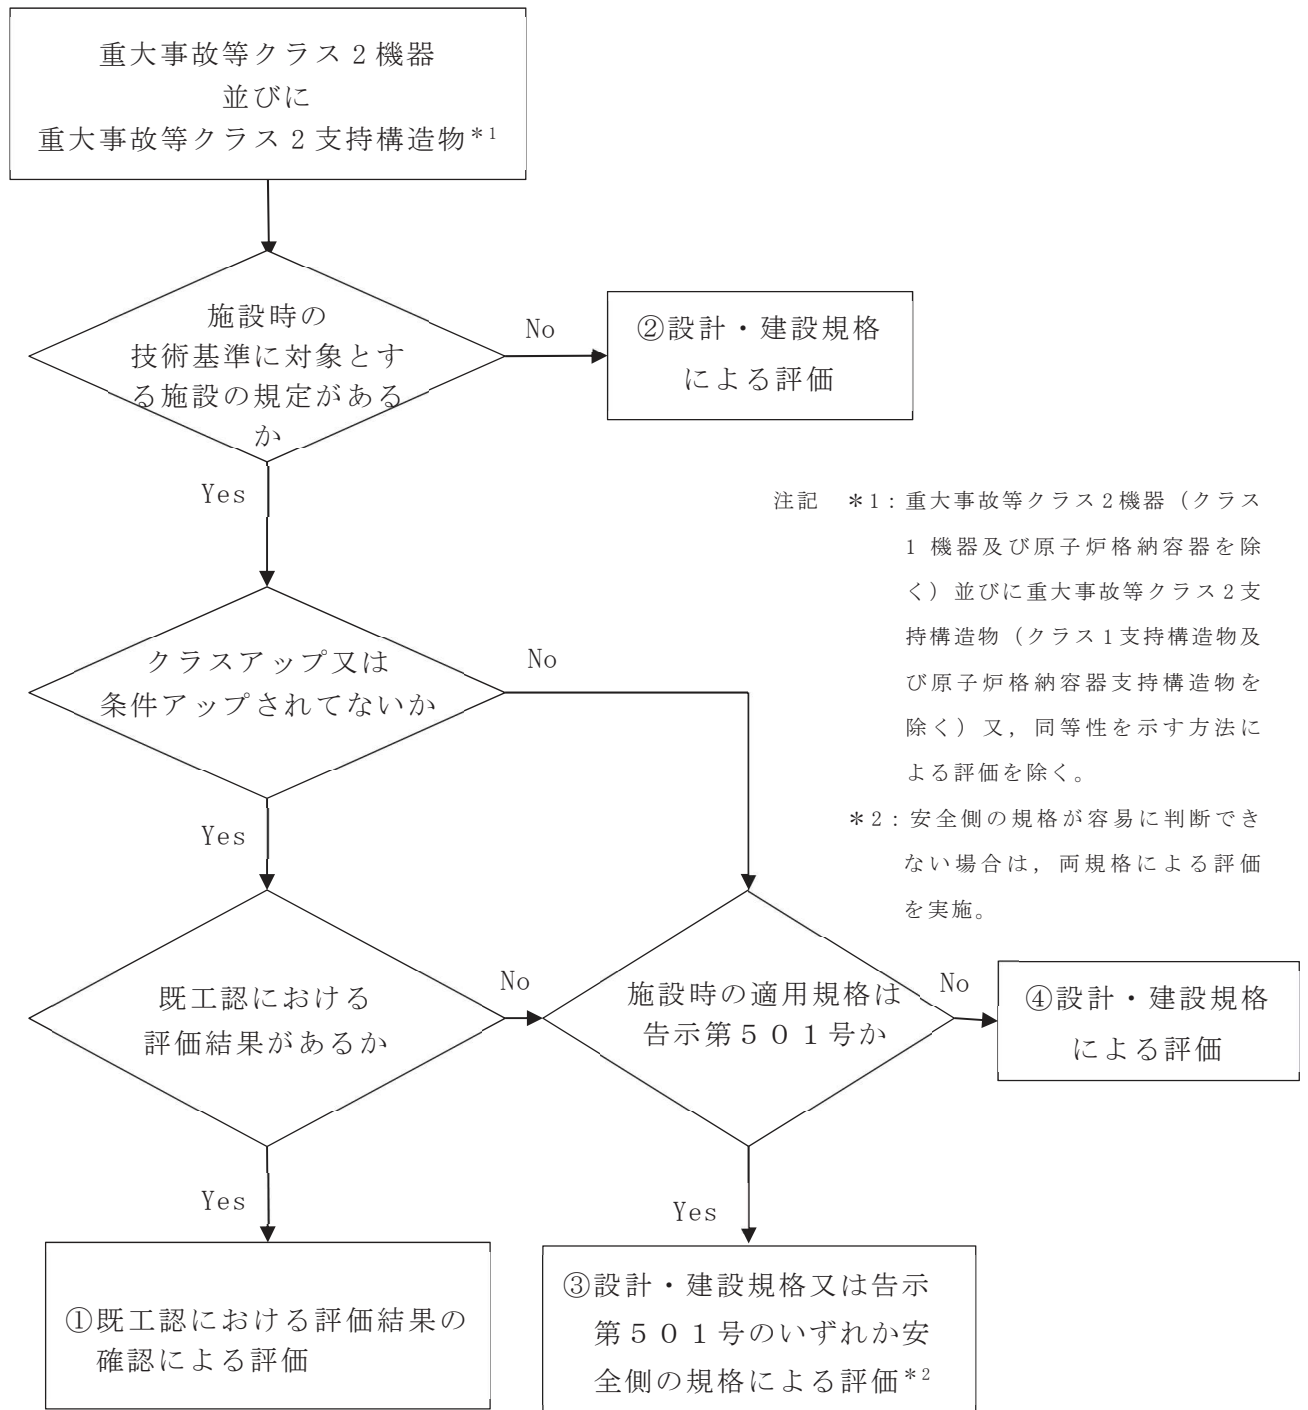 重大事故等クラス2機器
並びに
重大事故等クラス2支持構造物*1
施設時の
技術基準に対象とす
る施設の規定がある
か
No
②設計・建設規格
による評価
Yes
注記 *1:重大事故等クラス2機器(クラス
1機器及び原子炉格納容器を除
く)並びに重大事故等クラス2支
持構造物(クラス1支持構造物及
び原子炉格納容器支持構造物を
除く)又,同等性を示す方法に
よる評価を除く。
*2:安全側の規格が容易に判断でき
ない場合は,両規格による評価
を実施。
クラスアップ又は
条件アップされてないか
No
Yes
既工認における
評価結果があるか
No
施設時の適用規格は
告示第501号か
No
④設計・建設規格
による評価
Yes
Yes
①既工認における評価結果の
確認による評価
③設計・建設規格又は告示
第501号のいずれか安
全側の規格による評価*2